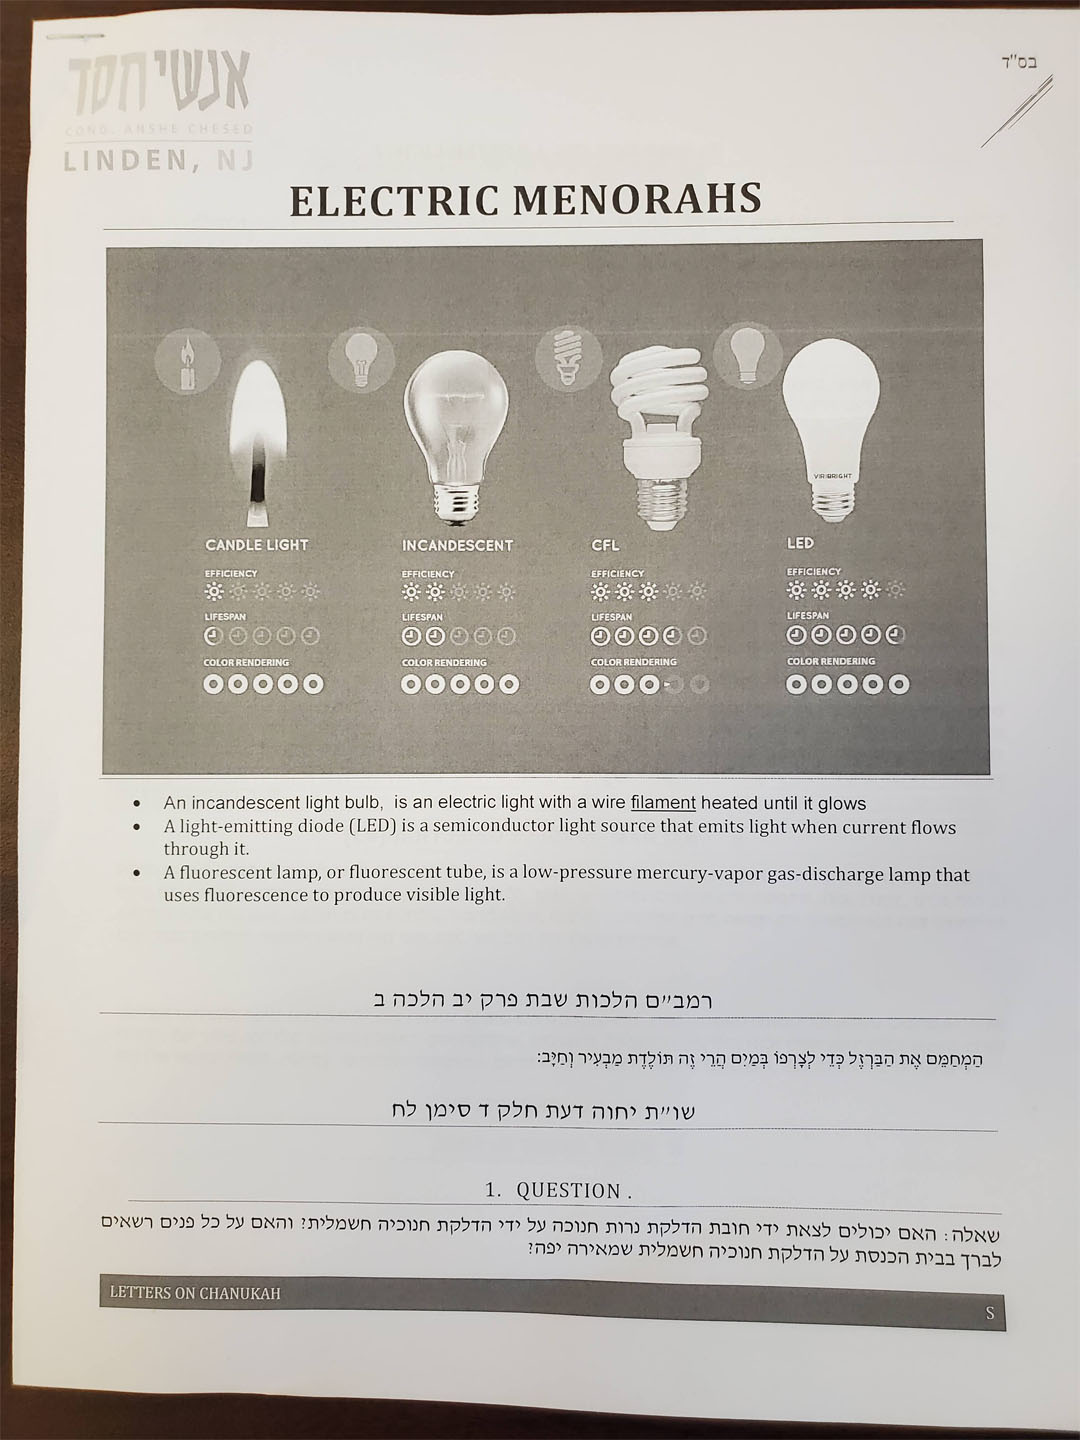 בס"ד
אנשי חסד
CONG. ANSHE CHESED
LINDEN, NJ
ELECTRIC MENORAHS
VIRIBRIGHT
CANDLE LIGHT
EFFICIENCY
LIFESPAN
COLOR RENDERING
INCANDESCENT
EFFICIENCY
LIFESPAN
COLOR RENDERING
CFL
EFFICIENCY
LIFESPAN
COLOR RENDERING
LED
EFFICIENCY
LIFESPAN
COLOR RENDERING
• An incandescent light bulb,  is an electric light with a wire filament heated until it glows
• A light-emitting diode (LED) is a semiconductor light source that emits light when current flows
through it.
• A fluorescent lamp, or fluorescent tube, is a low-pressure mercury-vapor gas-discharge lamp that
uses fluorescence to produce visible light.
רמב״ם הלכות שבת פרק יב הלכה ב
הַמְחַמֵּם אֶת הַבַּרְזֶל כְּדֵי לְצָרְפוֹ בְּמַיִם הֲרֵי זֶה תּוֹלֶדֶת מַבְעִיר וְחַיָּב:
שו״ת יחוה דעת חלק ד סימן לח
1. QUESTION .
שאלה: האם יכולים לצאת ידי חובת הדלקת נרות חנוכה על ידי הדלקת חנוכיה חשמלית? והאם על כל פנים רשאים
לברך בבית הכנסת על הדלקת חנוכיה חשמלית שמאירה יפה?
LETTERS ON CHANUKAH
S